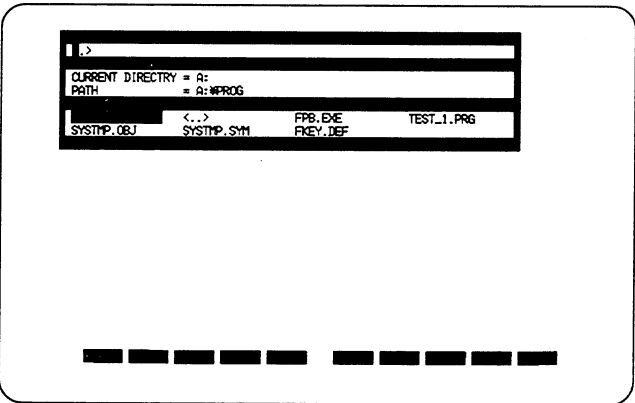 .>
CURRENT DIRECTRY = A:
PATH = A:¥PROG
<..> FPB.EXE TEST_1.PRG
SYSTMP.OBJ SYSTMP.SYM FKEY.DEF